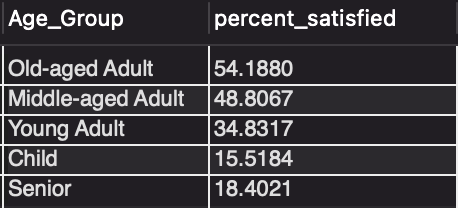 Age_Group percent_satisfied
Old-aged Adult 54.1880
Middle-aged Adult 48.8067
Young Adult 34.8317
Child 15.5184
Senior 18.4021